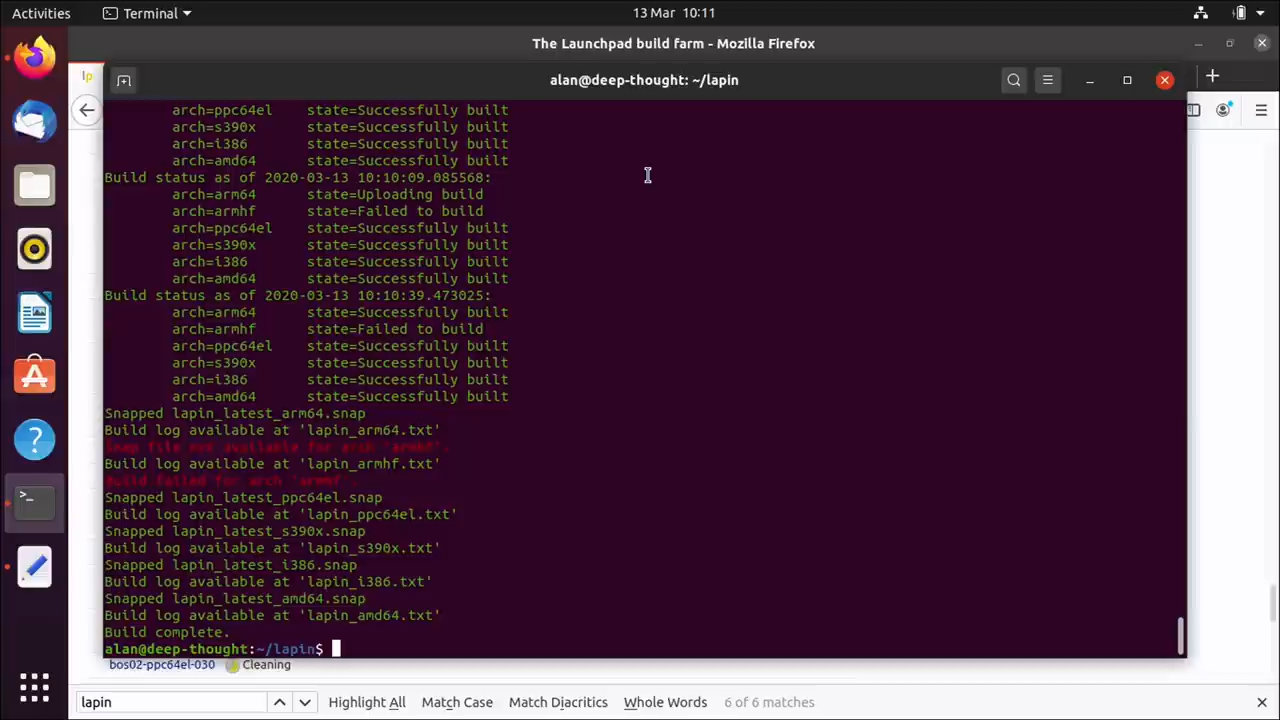 Activities
Terminal
13 Mar 10:11
The Launchpad build farm - Mozilla Firefox
lp
alan@deep-thought: ~/lapin
arch=ppc64el state=Successfully built
arch=s390x state=Successfully built
arch=i386 state=Successfully built
arch=amd64 state=Successfully built
Build status as of 2020-03-13 10:10:09.085568:
arch=arm64 state=Uploading build
arch=armhf state=Failed to build
arch=ppc64el state=Successfully built
arch=s390x state=Successfully built
arch=i386 state=Successfully built
arch=amd64 state=Successfully built
Build status as of 2020-03-13 10:10:39.473025:
arch=arm64 state=Successfully built
arch=armhf state=Failed to build
arch=ppc64el state=Successfully built
arch=s390x state=Successfully built
arch=i386 state=Successfully built
arch=amd64 state=Successfully built
Snapped lapin_latest_arm64.snap
Build log available at 'lapin_arm64.txt'
Snap file not available for arch 'armhf'.
Build log available at 'lapin_armhf.txt'
Build failed for arch 'armhf'.
Snapped lapin_latest_ppc64el.snap
Build log available at 'lapin_ppc64el.txt'
Snapped lapin_latest_s390x.snap
Build log available at 'lapin_s390x.txt'
Snapped lapin_latest_i386.snap
Build log available at 'lapin_i386.txt'
Snapped lapin_latest_amd64.snap
Build log available at 'lapin_amd64.txt'
Build complete.
alan@deep-thought:~/lapin$
bos02-ppc64el-030 Cleaning
lapin
Highlight All
Match Case
Match Diacritics
Whole Words
6 of 6 matches